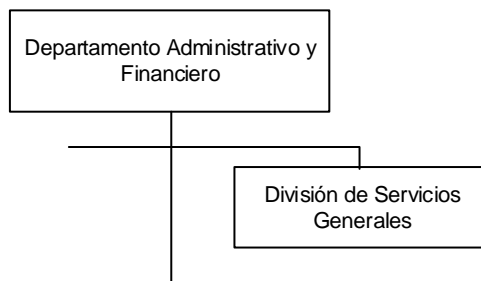 Departamento Administrativo y
Financiero
División de Servicios
Generales